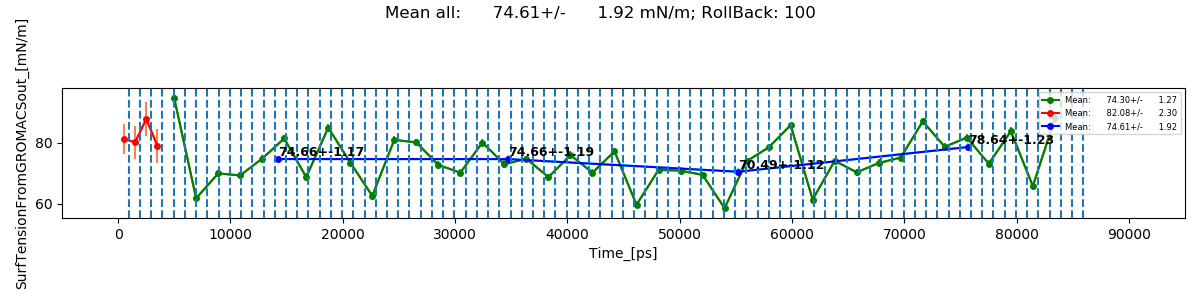 Mean all:      74.61+/-      1.92 mN/m; RollBack: 100
SurfTensionFromGROMACSout_[mN/m]
80
60
74.66+-1.17
74.66+-1.19
70.49+-1.12
78.64+-1.23
Mean:      74.30+/-      1.27
Mean:      82.08+/-      2.30
Mean:      74.61+/-      1.92
0 10000 20000 30000 40000 50000 60000 70000 80000 90000
Time_[ps]